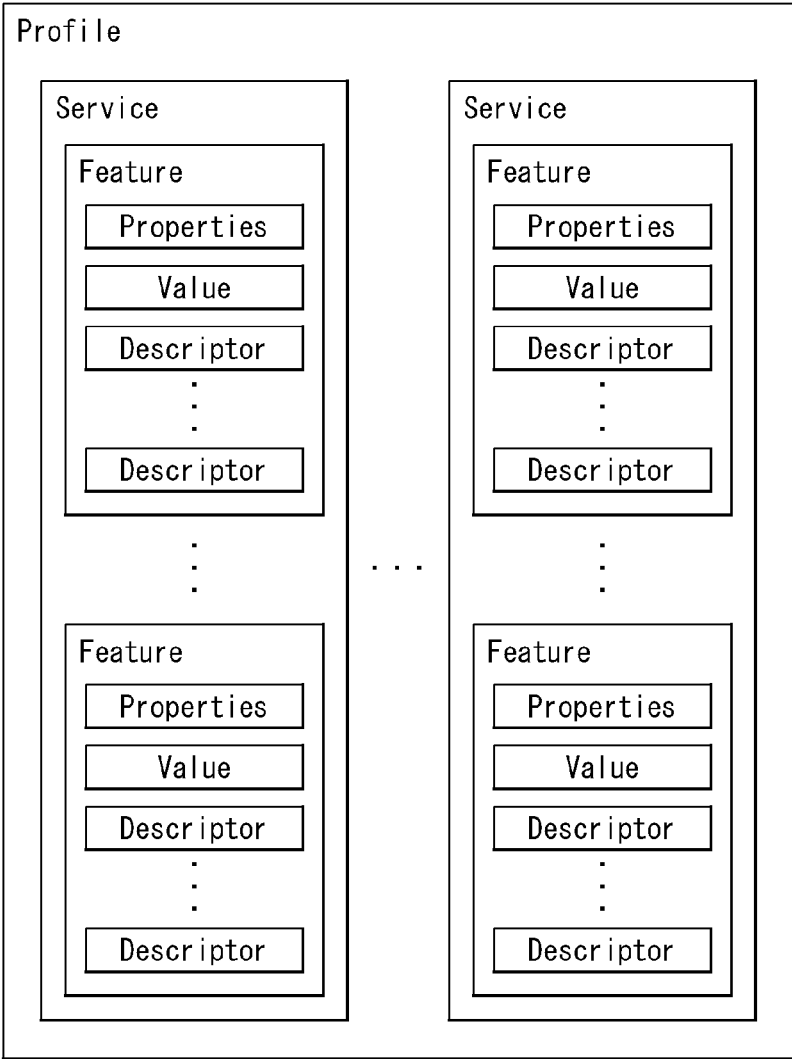 Profile
Service
Feature
Properties
Value
Descriptor
Descriptor
Feature
Properties
Value
Descriptor
Descriptor
Service
Feature
Properties
Value
Descriptor
Descriptor
Feature
Properties
Value
Descriptor
Descriptor